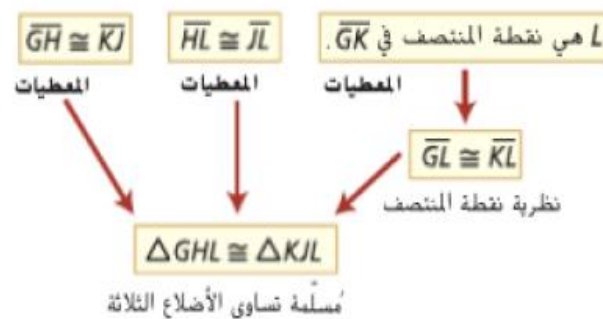 GH ≅ KJ
HL ≅ JL
L هي نقطة المنتصف في GK.
المعطيات
المعطيات
المعطيات
GL ≅ KL
نظرية نقطة المنتصف
△GHL ≅ △KJL
مُسلّمة تساوي الأضلاع الثلاثة